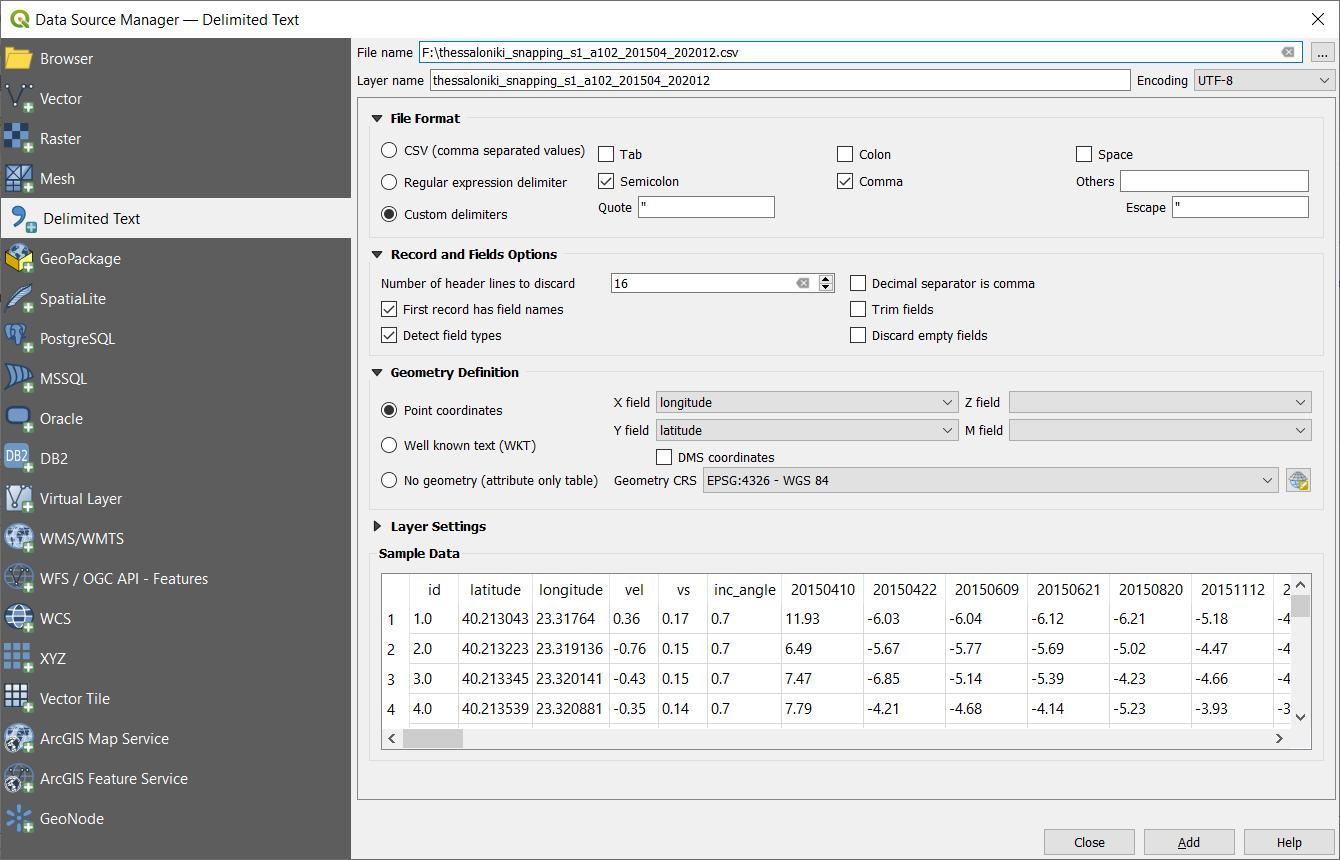 Data Source Manager — Delimited Text
Browser
Vector
Raster
Mesh
Delimited Text
GeoPackage
SpatiaLite
PostgreSQL
MSSQL
Oracle
DB2
DB2
Virtual Layer
WMS/WMTS
WFS / OGC API - Features
WCS
XYZ
Vector Tile
ArcGIS Map Service
ArcGIS Feature Service
GeoNode
File name F:\thessaloniki_snapping_s1_a102_201504_202012.csv ...
Layer name thessaloniki_snapping_s1_a102_201504_202012 Encoding UTF-8
File Format
CSV (comma separated values) Tab Colon Space
Regular expression delimiter Semicolon Comma Others
Custom delimiters Quote " Escape "
Record and Fields Options
Number of header lines to discard 16 Decimal separator is comma
First record has field names Trim fields
Detect field types Discard empty fields
Geometry Definition
Point coordinates X field longitude Z field
Y field latitude M field
Well known text (WKT) DMS coordinates
No geometry (attribute only table) Geometry CRS EPSG:4326 - WGS 84
Layer Settings
Sample Data
id latitude longitude vel vs inc_angle 20150410 20150422 20150609 20150621 20150820 20151112 2
1 1.0 40.213043 23.31764 0.36 0.17 0.7 11.93 -6.03 -6.04 -6.12 -6.21 -5.18 -4
2 2.0 40.213223 23.319136 -0.76 0.15 0.7 6.49 -5.67 -5.77 -5.69 -5.02 -4.47 -4
3 3.0 40.213345 23.320141 -0.43 0.15 0.7 7.47 -6.85 -5.14 -5.39 -4.23 -4.66 -4
4 4.0 40.213539 23.320881 -0.35 0.14 0.7 7.79 -4.21 -4.68 -4.14 -5.23 -3.93 -3
Close Add Help